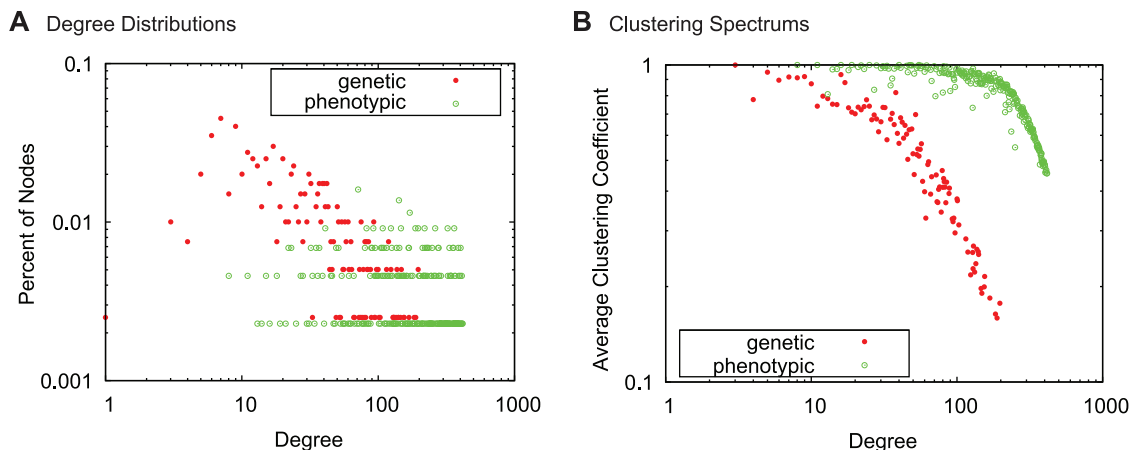 A Degree Distributions
Percent of Nodes
0.1
0.01
0.001
genetic
phenotypic
1
10
100
1000
Degree
B Clustering Spectrums
Average Clustering Coefficient
1
0.1
genetic
phenotypic
1
10
100
1000
Degree